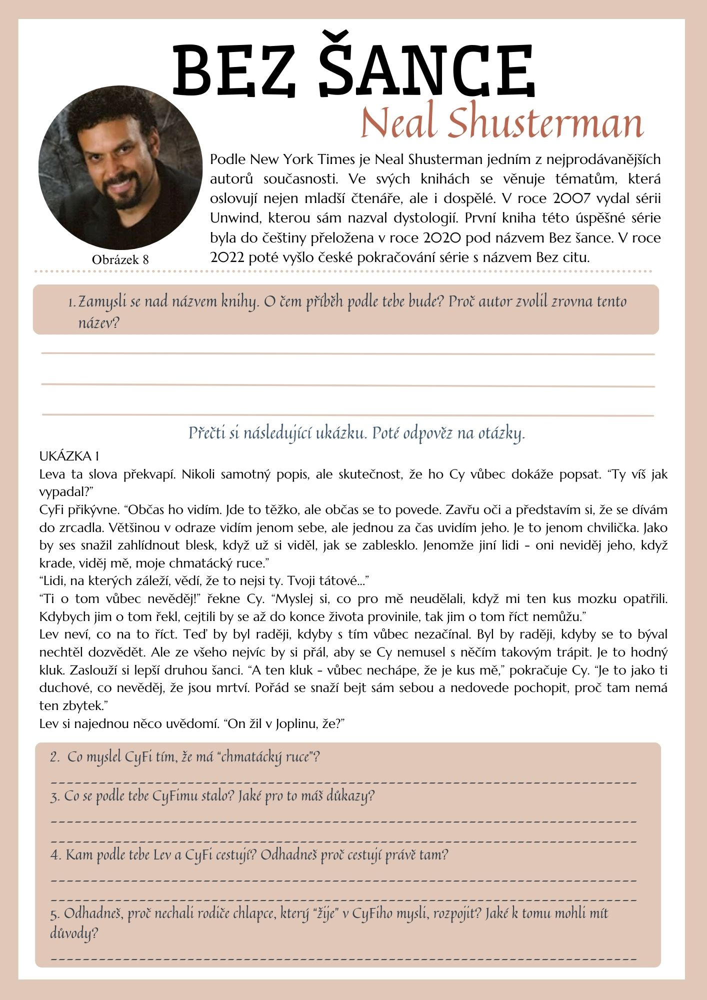 BEZ ŠANCE
Neal Shusterman
Podle New York Times je Neal Shusterman jedním z nejprodávanějších
autorů současnosti. Ve svých knihách se věnuje tématům, která
oslovují nejen mladší čtenáře, ale i dospělé. V roce 2007 vydal sérii
Unwind, kterou sám nazval dystologií. První kniha této úspěšné série
byla do češtiny přeložena v roce 2020 pod názvem Bez šance. V roce
2022 poté vyšlo české pokračování série s názvem Bez citu.
Obrázek 8
1. Zamysli se nad názvem knihy. O čem příběh podle tebe bude? Proč autor zvolil zrovna tento
název?
Přečti si následující ukázku. Poté odpověz na otázky.
UKÁZKA 1
Leva ta slova překvapí. Nikoli samotný popis, ale skutečnost, že ho Cy vůbec dokáže popsat. “Ty víš jak
vypadal?”
CyFi přikývne. “Občas ho vidím. Jde to těžko, ale občas se to povede. Zavřu oči a představím si, že se dívám
do zrcadla. Většinou v odraze vidím jenom sebe, ale jednou za čas uvidím jeho. Je to jenom chvilička. Jako
by ses snažil zahlídnout blesk, když už si viděl, jak se zablesklo. Jenomže jiní lidi - oni neviděj jeho, když
krade, viděj mě, moje chmatácký ruce.”
“Lidi, na kterých záleží, vědí, že to nejsi ty. Tvoji tátové...”
“Ti o tom vůbec nevěděj!” řekne Cy. “Myslej si, co pro mě neudělali, když mi ten kus mozku opatřili.
Kdybych jim o tom řekl, cejtili by se až do konce života provinile, tak jim o tom říct nemůžu.”
Lev neví, co na to říct. Teď by byl raději, kdyby s tím vůbec nezačínal. Byl by raději, kdyby se to býval
nechtěl dozvědět. Ale ze všeho nejvíc by si přál, aby se Cy nemusel s něčím takovým trápit. Je to hodný
kluk. Zaslouží si lepší druhou šanci. “A ten kluk - vůbec nechápe, že je kus mě,” pokračuje Cy. “Je to jako ti
duchové, co nevěděj, že jsou mrtví. Pořád se snaží bejt sám sebou a nedovede pochopit, proč tam nemá
ten zbytek.”
Lev si najednou něco uvědomí. “On žil v Joplinu, že?”
2. Co myslel CyFi tím, že má “chmatácký ruce”?
3. Co se podle tebe CyFimu stalo? Jaké pro to máš důkazy?
4. Kam podle tebe Lev a CyFi cestují? Odhadneš proč cestují právě tam?
5. Odhadneš, proč nechali rodiče chlapce, který “žije” v CyFiho mysli, rozpojit? Jaké k tomu mohli mít
důvody?